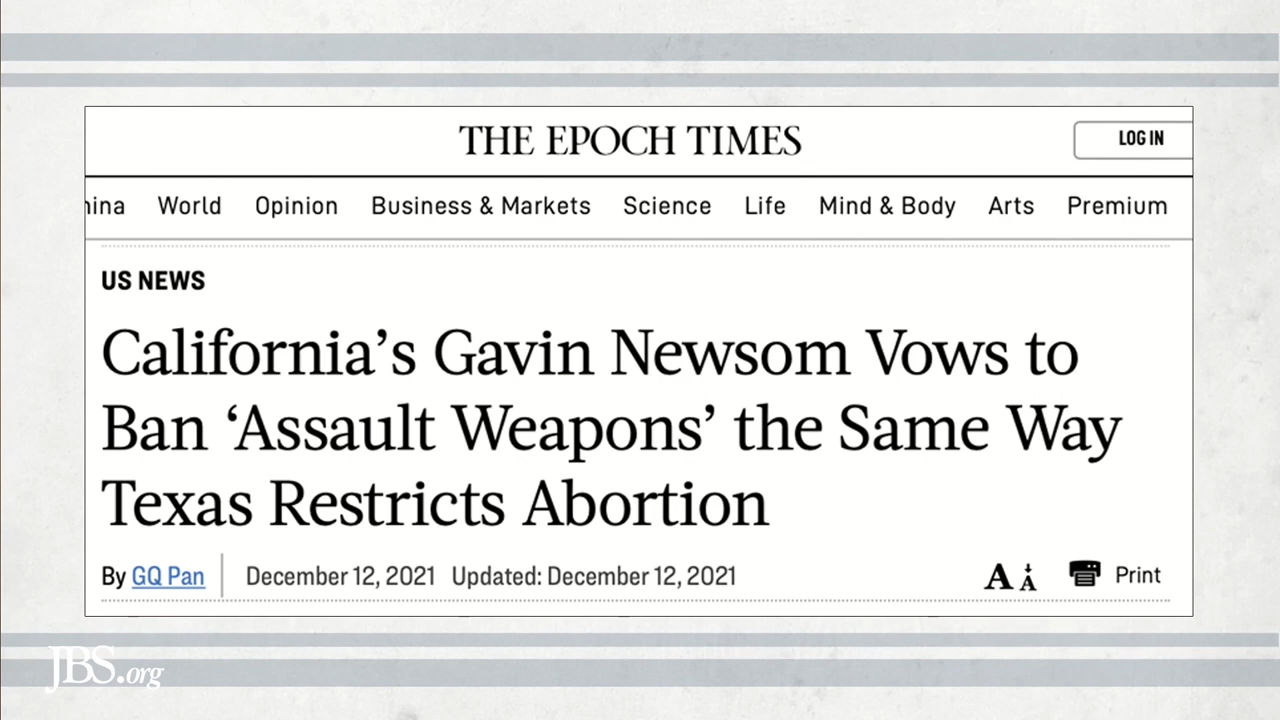 THE EPOCH TIMES
LOG IN
hina World Opinion Business & Markets Science Life Mind & Body Arts Premium
US NEWS
California’s Gavin Newsom Vows to
Ban ‘Assault Weapons’ the Same Way
Texas Restricts Abortion
By GQ Pan December 12, 2021 Updated: December 12, 2021 A A Print
JBS.org